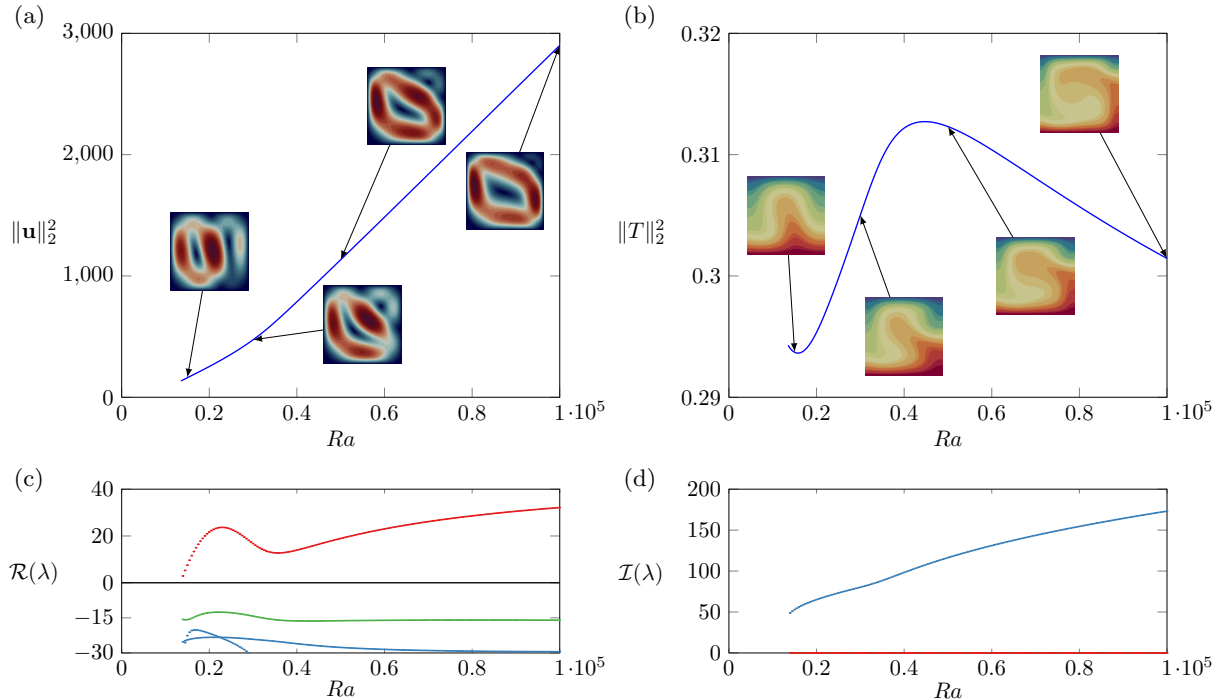 (a)
3,000
2,000
1,000
0
‖u‖₂²
0 0.2 0.4 0.6 0.8 1 ·10⁵
Ra
(b)
0.32
0.31
0.3
0.29
‖T‖₂²
0 0.2 0.4 0.6 0.8 1 ·10⁵
Ra
(c)
40
20
0
−15
−30
ℛ(λ)
0 0.2 0.4 0.6 0.8 1 ·10⁵
Ra
(d)
200
150
100
50
0
ℐ(λ)
0 0.2 0.4 0.6 0.8 1 ·10⁵
Ra